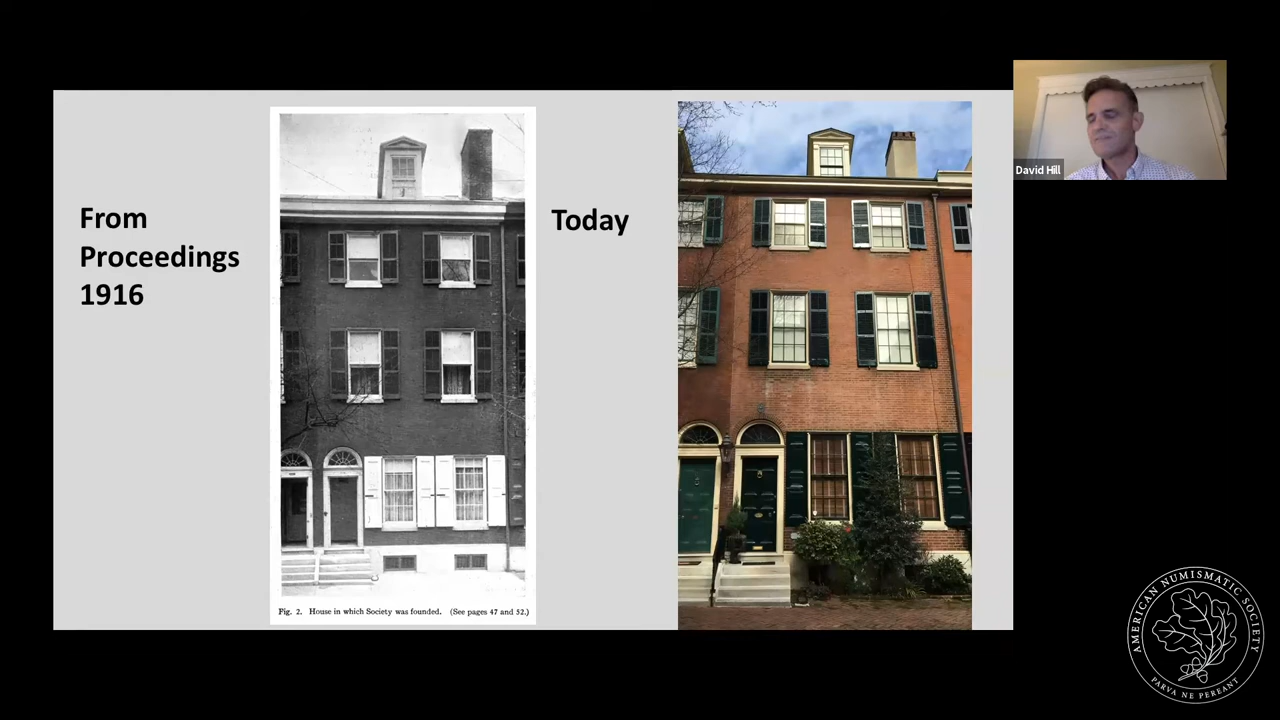 From
Proceedings
1916
Today
Fig. 2. House in which Society was founded. (See pages 47 and 52.)
David Hill
AMERICAN NUMISMATIC SOCIETY
PARVA NE PEREANT